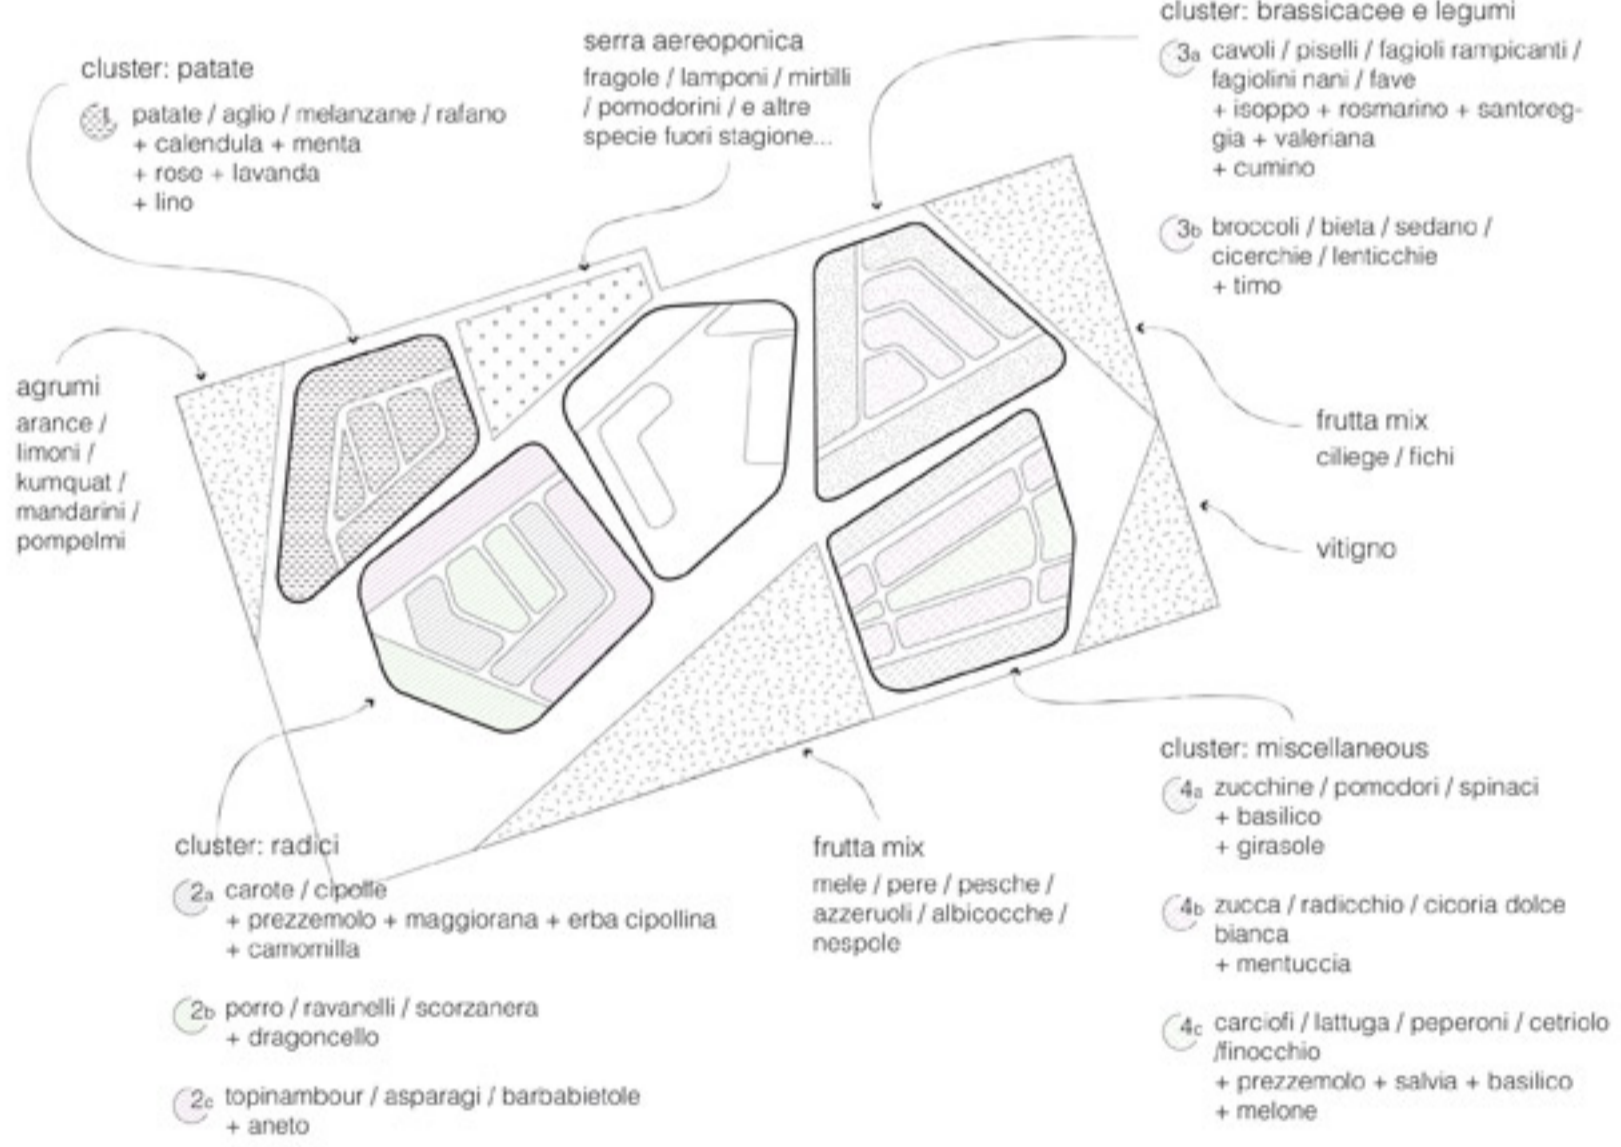 cluster: patate
1 patate / aglio / melanzane / rafano
+ calendula + menta
+ rose + lavanda
+ lino
serra aereoponica
fragole / lamponi / mirtilli
/ pomodorini / e altre
specie fuori stagione...
cluster: brassicacee e legumi
3a cavoli / piselli / fagioli rampicanti /
fagiolini nani / fave
+ isoppo + rosmarino + santoreg-
gia + valeriana
+ cumino
3b broccoli / bieta / sedano /
cicerchie / lenticchie
+ timo
agrumi
arance /
limoni /
kumquat /
mandarini /
pompelmi
frutta mix
ciliege / fichi
vitigno
cluster: radici
2a carote / cipolle
+ prezzemolo + maggiorana + erba cipollina
+ camomilla
2b porro / ravanelli / scorzanera
+ dragoncello
2c topinambour / asparagi / barbabietole
+ aneto
frutta mix
mele / pere / pesche /
azzeruoli / albicocche /
nespole
cluster: miscellaneous
4a zucchine / pomodori / spinaci
+ basilico
+ girasole
4b zucca / radicchio / cicoria dolce
bianca
+ mentuccia
4c carciofi / lattuga / peperoni / cetriolo
/finocchio
+ prezzemolo + salvia + basilico
+ melone